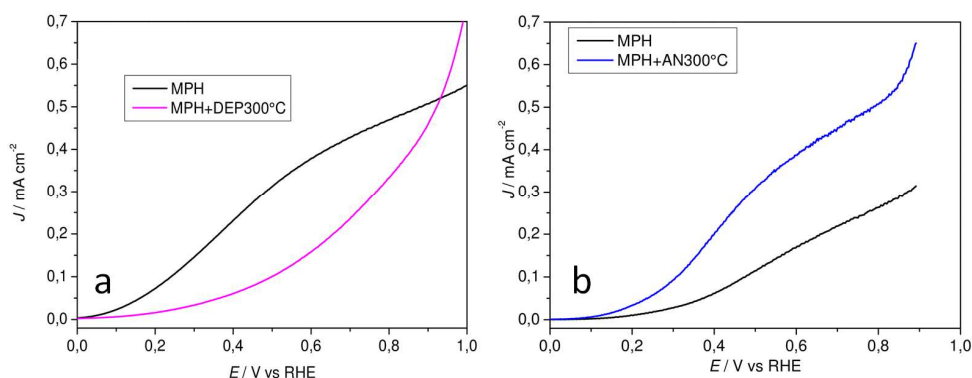 0,7
0,6
0,5
0,4
0,3
0,2
0,1
0,0
J / mA cm-2
MPH
MPH+DEP300°C
a
0,0 0,2 0,4 0,6 0,8 1,0
E / V vs RHE
0,7
0,6
0,5
0,4
0,3
0,2
0,1
0,0
J / mA cm-2
MPH
MPH+AN300°C
b
0,0 0,2 0,4 0,6 0,8 1,0
E / V vs RHE